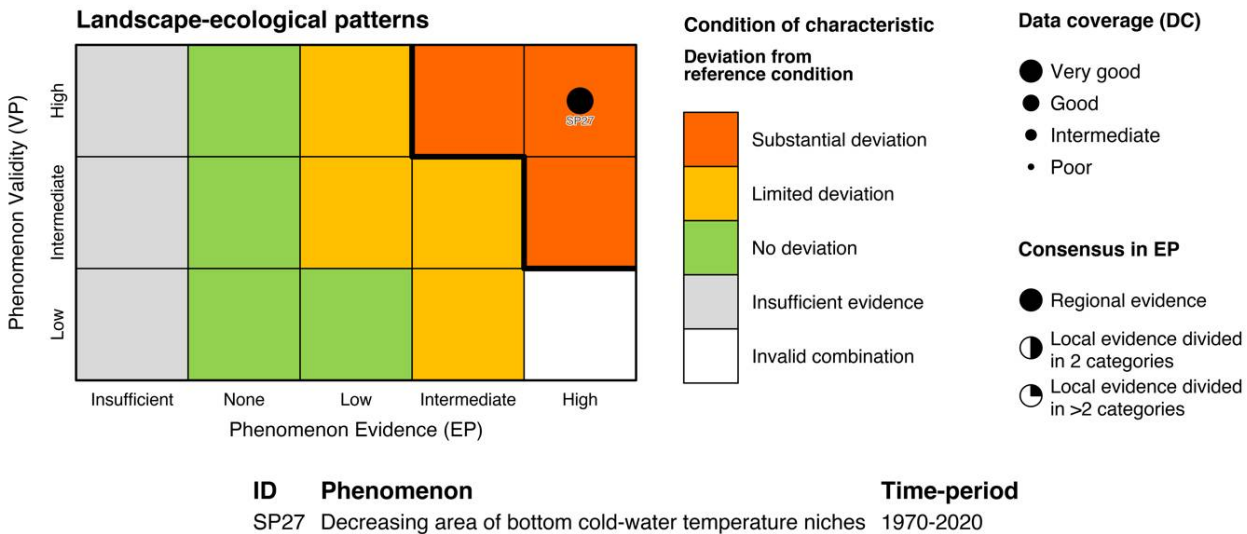 Landscape-ecological patterns
Phenomenon Validity (VP)
High
Intermediate
Low
SP27
Insufficient
None
Low
Intermediate
High
Phenomenon Evidence (EP)
Condition of characteristic
Deviation from
reference condition
Substantial deviation
Limited deviation
No deviation
Insufficient evidence
Invalid combination
Data coverage (DC)
Very good
Good
Intermediate
Poor
Consensus in EP
Regional evidence
Local evidence divided
in 2 categories
Local evidence divided
in >2 categories
ID Phenomenon Time-period
SP27 Decreasing area of bottom cold-water temperature niches 1970-2020